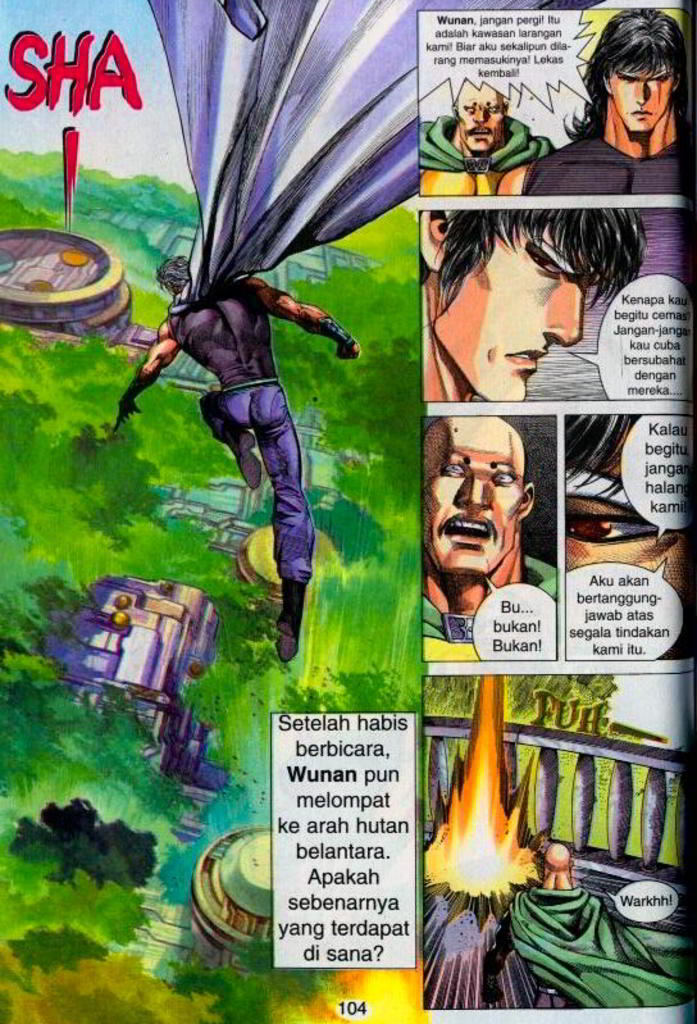 SHA
!
Wunan, jangan pergi! Itu
adalah kawasan larangan
kami! Biar aku sekalipun dila-
rang memasukinya! Lekas
kembali!
Kenapa kau
begitu cemas?
Jangan-jangan
kau cuba
bersubahat
dengan
mereka....
Bu...
bukan!
Bukan!
Kalau
begitu,
jangan
halang
kami!
Aku akan
bertanggung-
jawab atas
segala tindakan
kami itu.
FUH
Warkhh!
Setelah habis
berbicara,
Wunan pun
melompat
ke arah hutan
belantara.
Apakah
sebenarnya
yang terdapat
di sana?
104